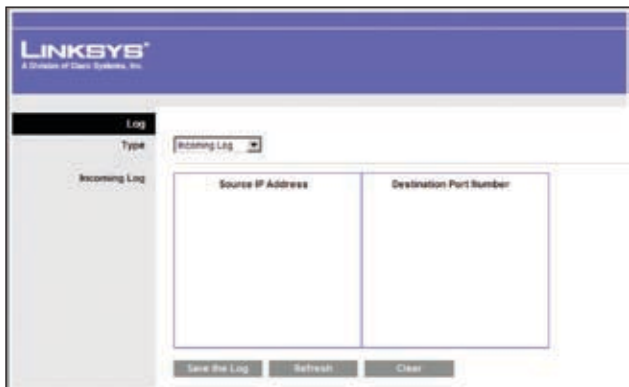 LINKSYS®
A Division of Cisco Systems, Inc.
Log
Type
Incoming Log
Incoming Log
Source IP Address
Destination Port Number
Save the Log
Refresh
Clear